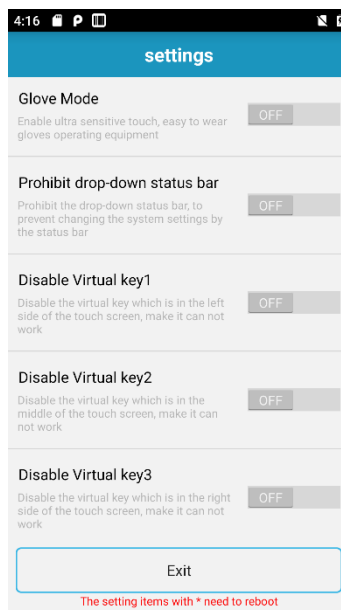 4:16
settings
Glove Mode
OFF
Enable ultra sensitive touch, easy to wear
gloves operating equipment
Prohibit drop-down status bar
OFF
Prohibit the drop-down status bar, to
prevent changing the system settings by
the status bar
Disable Virtual key1
OFF
Disable the virtual key which is in the left
side of the touch screen, make it can not
work
Disable Virtual key2
OFF
Disable the virtual key which is in the
middle of the touch screen, make it can
not work
Disable Virtual key3
OFF
Disable the virtual key which is in the right
side of the touch screen, make it can not
work
Exit
The setting items with * need to reboot